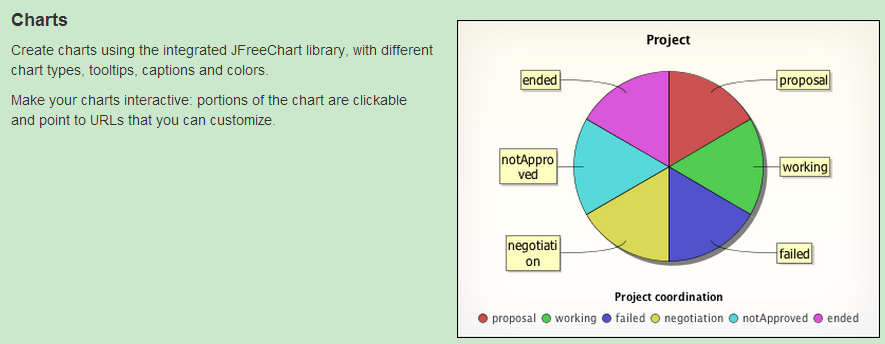 Charts
Create charts using the integrated JFreeChart library, with different
chart types, tooltips, captions and colors.
Make your charts interactive: portions of the chart are clickable
and point to URLs that you can customize.
Project
ended
proposal
notAppro
ved
working
negotiati
on
failed
Project coordination
proposal working failed negotiation notApproved ended